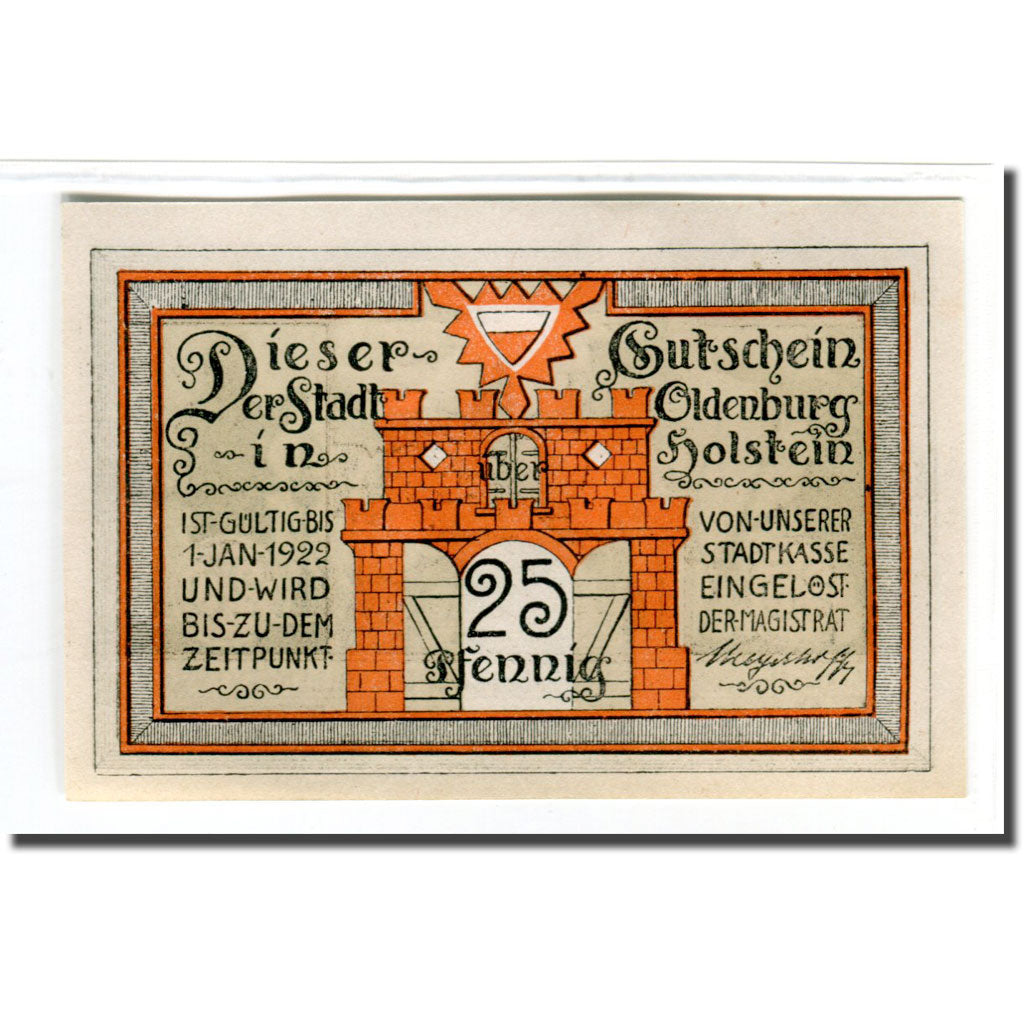 Dieser Gutschein
Der Stadt Oldenburg
in Holstein
über
25
Pfennig
IST-GÜLTIG-BIS
1-JAN-1922
UND-WIRD
BIS-ZU-DEM
ZEITPUNKT-
VON-UNSERER
STADTKASSE
EINGELÖST-
DER-MAGISTRAT